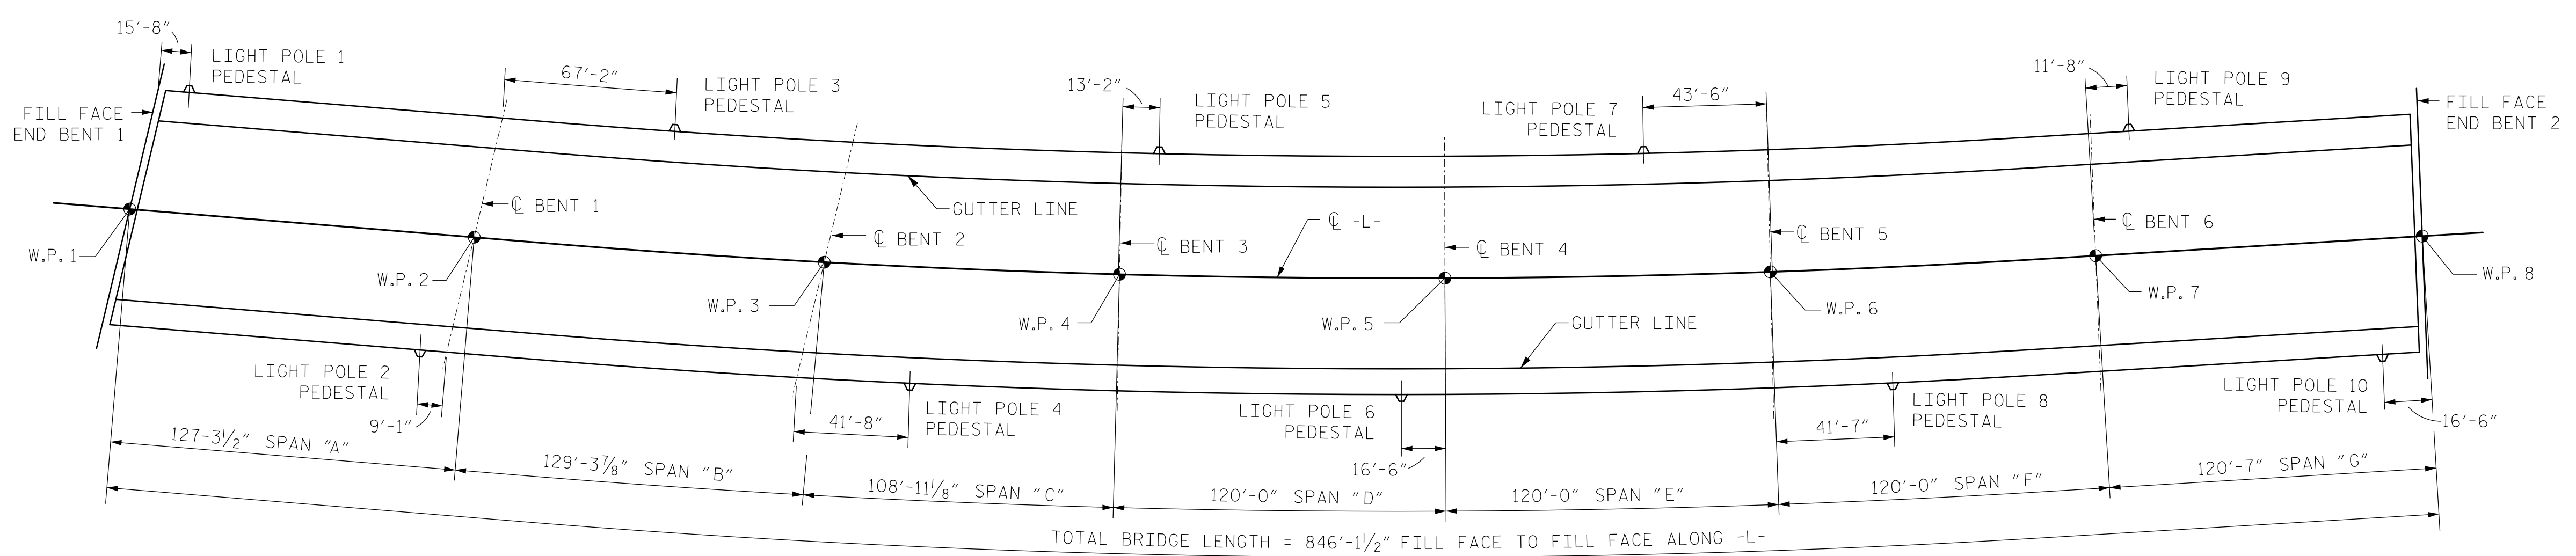 15′-8″
LIGHT POLE 1
PEDESTAL
67′-2″
LIGHT POLE 3
PEDESTAL
13′-2″
LIGHT POLE 5
PEDESTAL
LIGHT POLE 7
PEDESTAL
43′-6″
11′-8″
LIGHT POLE 9
PEDESTAL
FILL FACE
END BENT 1
FILL FACE
END BENT 2
℄ BENT 1
℄ BENT 2
GUTTER LINE
℄ BENT 3
℄ -L-
℄ BENT 4
℄ BENT 5
℄ BENT 6
W.P. 1
W.P. 2
W.P. 3
W.P. 4
W.P. 5
W.P. 6
W.P. 7
W.P. 8
GUTTER LINE
LIGHT POLE 2
PEDESTAL
9′-1″
41′-8″
LIGHT POLE 4
PEDESTAL
LIGHT POLE 6
PEDESTAL
16′-6″
41′-7″
LIGHT POLE 8
PEDESTAL
LIGHT POLE 10
PEDESTAL
16′-6″
127-3½″ SPAN ″A″
129′-3⅞″ SPAN ″B″
108′-11⅛″ SPAN ″C″
120′-0″ SPAN ″D″
120′-0″ SPAN ″E″
120′-0″ SPAN ″F″
120′-7″ SPAN ″G″
TOTAL BRIDGE LENGTH = 846′-1½″ FILL FACE TO FILL FACE ALONG -L-